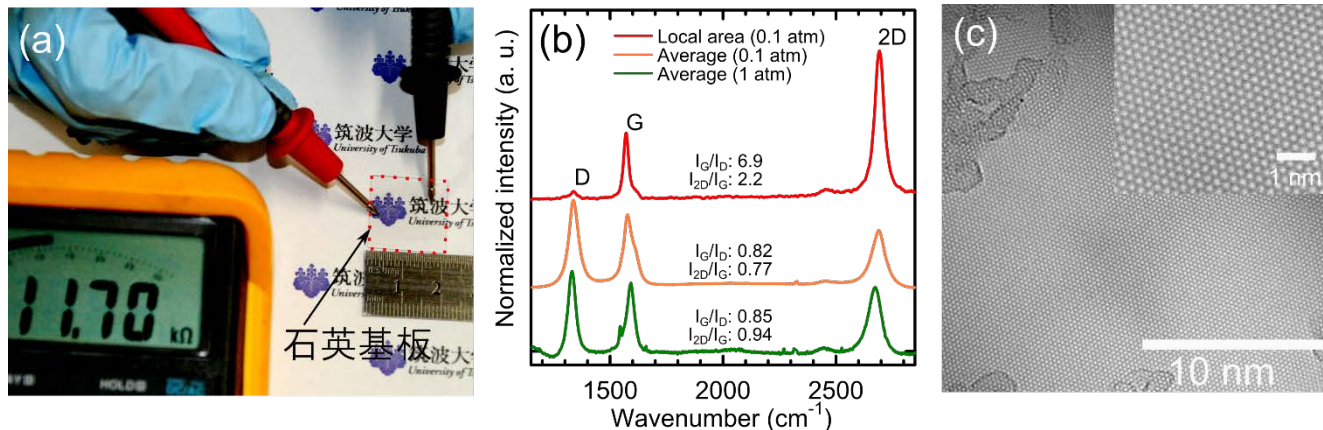 (a)
筑波大学
University of Tsukuba
筑波大学
University of Tsukuba
11.70
kΩ
HOLD
1 2
石英基板
筑波大学
University of Tsukuba
(b)
Local area (0.1 atm)
Average (0.1 atm)
Average (1 atm)
2D
G
D
I_G/I_D: 6.9
I_2D/I_G: 2.2
I_G/I_D: 0.82
I_2D/I_G: 0.77
I_G/I_D: 0.85
I_2D/I_G: 0.94
Normalized intensity (a. u.)
1500 2000 2500
Wavenumber (cm⁻¹)
(c)
1 nm
10 nm